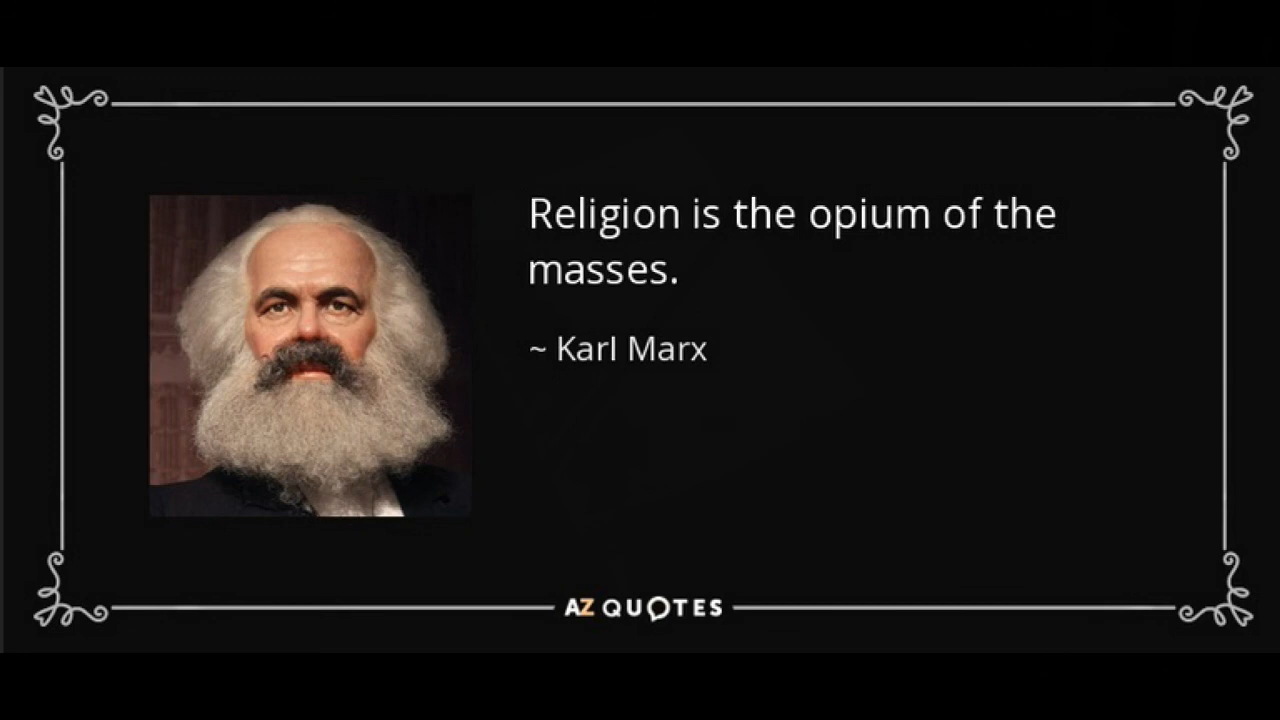 Religion is the opium of the
masses.
~ Karl Marx
AZ QUOTES